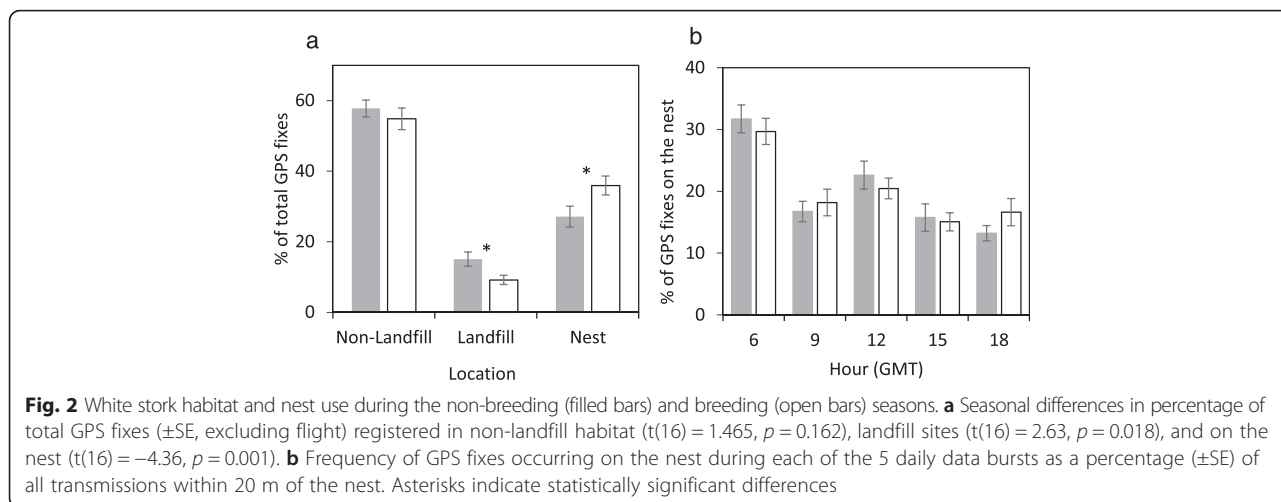 a
% of total GPS fixes
60
40
20
0
*
*
Non-Landfill Landfill Nest
Location
b
% of GPS fixes on the nest
40
30
20
10
0
6 9 12 15 18
Hour (GMT)
Fig. 2 White stork habitat and nest use during the non-breeding (filled bars) and breeding (open bars) seasons. a Seasonal differences in percentage of
total GPS fixes (±SE, excluding flight) registered in non-landfill habitat (t(16) = 1.465, p = 0.162), landfill sites (t(16) = 2.63, p = 0.018), and on the
nest (t(16) = −4.36, p = 0.001). b Frequency of GPS fixes occurring on the nest during each of the 5 daily data bursts as a percentage (±SE) of
all transmissions within 20 m of the nest. Asterisks indicate statistically significant differences